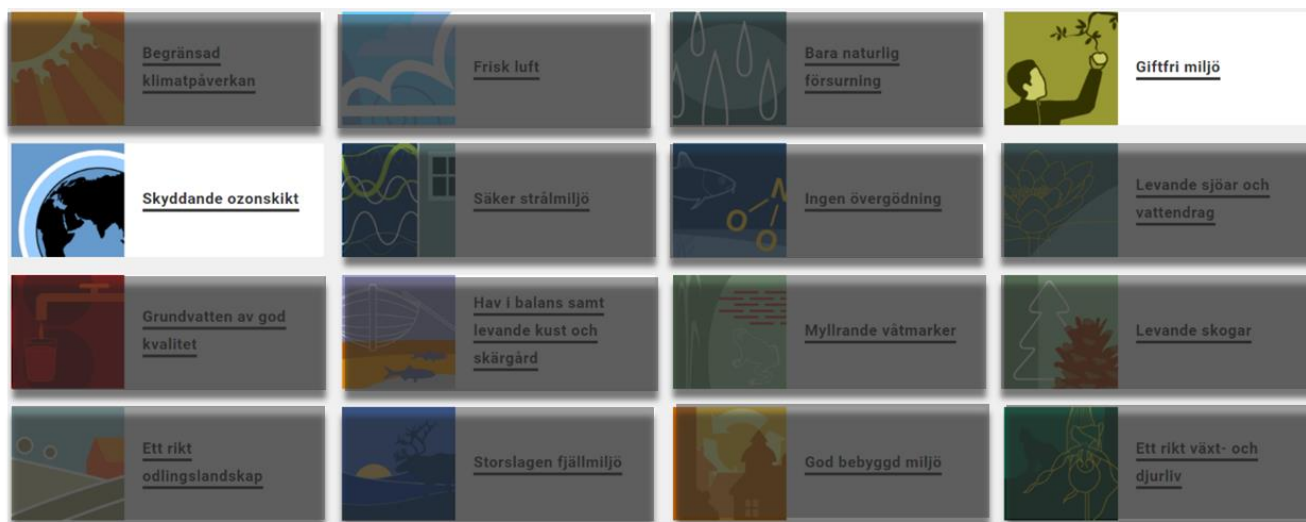 Begränsad
klimatpåverkan
Frisk luft
Bara naturlig
försurning
Giftfri miljö
Skyddande ozonskikt
Säker strålmiljö
Ingen övergödning
Levande sjöar och
vattendrag
Grundvatten av god
kvalitet
Hav i balans samt
levande kust och
skärgård
Myllrande våtmarker
Levande skogar
Ett rikt
odlingslandskap
Storslagen fjällmiljö
God bebyggd miljö
Ett rikt växt- och
djurliv